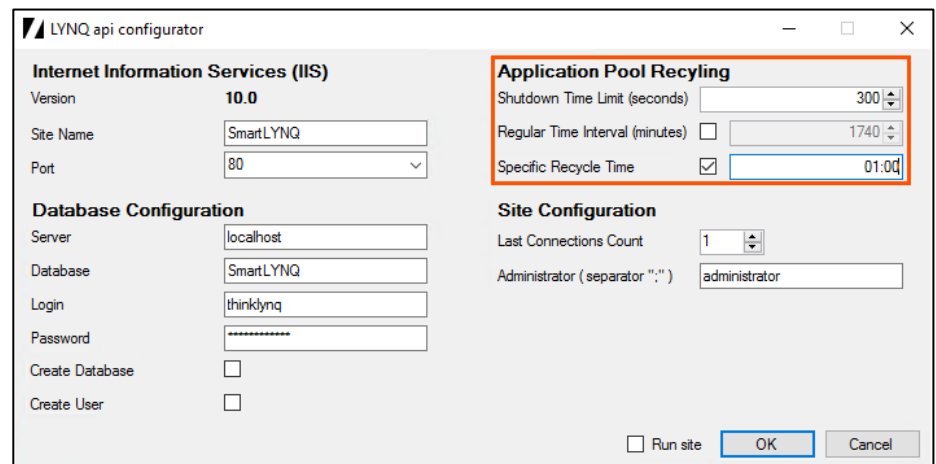 LYNQ api configurator
Internet Information Services (IIS)
Version 10.0
Site Name SmartLYNQ
Port 80
Database Configuration
Server localhost
Database SmartLYNQ
Login thinklynq
Password ************
Create Database
Create User
Application Pool Recyling
Shutdown Time Limit (seconds) 300
Regular Time Interval (minutes) 1740
Specific Recycle Time 01:00
Site Configuration
Last Connections Count 1
Administrator ( separator ";" ) administrator
Run site OK Cancel